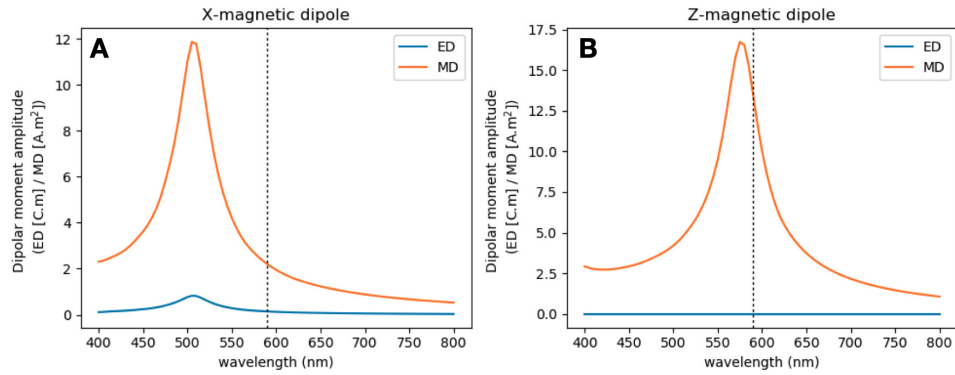 X-magnetic dipole
A
ED
MD
Dipolar moment amplitude
(ED [C.m] / MD [A.m²])
12
10
8
6
4
2
0
400 450 500 550 600 650 700 750 800
wavelength (nm)
Z-magnetic dipole
B
ED
MD
Dipolar moment amplitude
(ED [C.m] / MD [A.m²])
17.5
15.0
12.5
10.0
7.5
5.0
2.5
0.0
400 450 500 550 600 650 700 750 800
wavelength (nm)